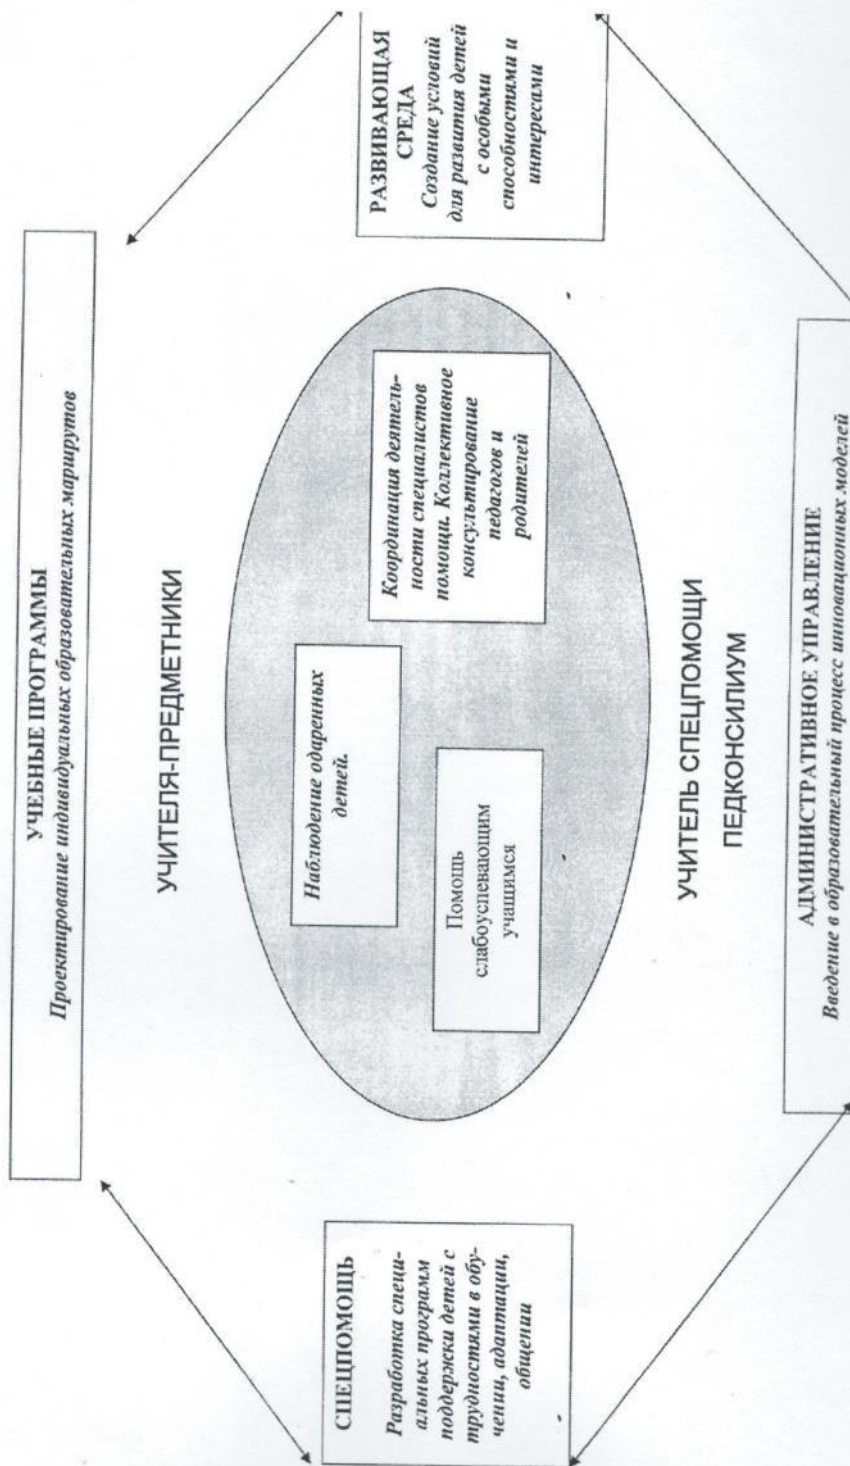 УЧЕБНЫЕ ПРОГРАММЫ
Проектирование индивидуальных образовательных маршрутов
УЧИТЕЛЯ-ПРЕДМЕТНИКИ
СПЕЦПОМОЩЬ
Разработка специ-
альных программ
поддержки детей с
трудностями в обу-
чении, адаптации,
общении
Наблюдение одаренных
детей.
Помощь
слабоуспевающим
учащимся
Координация деятель-
ности специалистов
помощи. Коллективное
консультирование
педагогов и
родителей
РАЗВИВАЮЩАЯ
СРЕДА
Создание условий
для развития детей
с особыми
способностями и
интересами
УЧИТЕЛЬ СПЕЦПОМОЩИ
ПЕДКОНСИЛИУМ
АДМИНИСТРАТИВНОЕ УПРАВЛЕНИЕ
Введение в образовательный процесс инновационных моделей